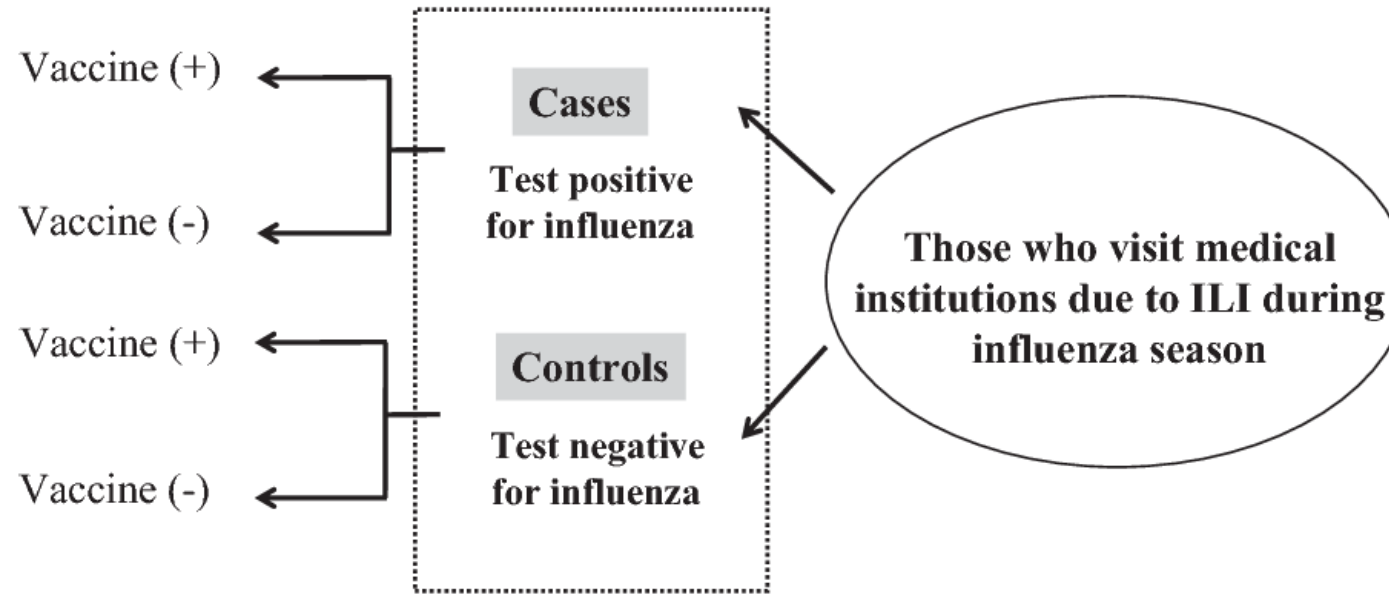 Vaccine (+)
Vaccine (-)
Vaccine (+)
Vaccine (-)
Cases
Test positive
for influenza
Controls
Test negative
for influenza
Those who visit medical
institutions due to ILI during
influenza season